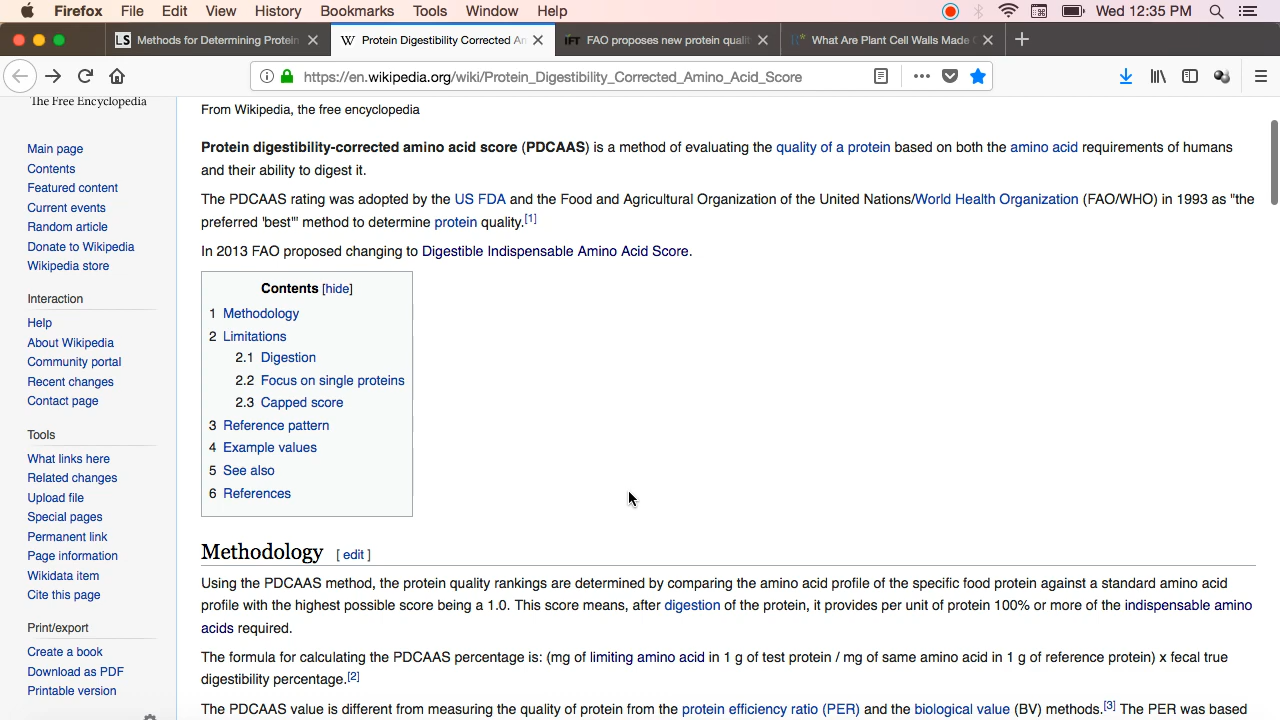 Firefox File Edit View History Bookmarks Tools Window Help Wed 12:35 PM
LS Methods for Determining Protein W Protein Digestibility Corrected An IFT FAO proposes new protein qualit What Are Plant Cell Walls Made
https://en.wikipedia.org/wiki/Protein_Digestibility_Corrected_Amino_Acid_Score
The Free Encyclopedia
Main page
Contents
Featured content
Current events
Random article
Donate to Wikipedia
Wikipedia store
Interaction
Help
About Wikipedia
Community portal
Recent changes
Contact page
Tools
What links here
Related changes
Upload file
Special pages
Permanent link
Page information
Wikidata item
Cite this page
Print/export
Create a book
Download as PDF
Printable version
From Wikipedia, the free encyclopedia
Protein digestibility-corrected amino acid score (PDCAAS) is a method of evaluating the quality of a protein based on both the amino acid requirements of humans
and their ability to digest it.
The PDCAAS rating was adopted by the US FDA and the Food and Agricultural Organization of the United Nations/World Health Organization (FAO/WHO) in 1993 as "the
preferred 'best'" method to determine protein quality.[1]
In 2013 FAO proposed changing to Digestible Indispensable Amino Acid Score.
Contents [hide]
1 Methodology
2 Limitations
2.1 Digestion
2.2 Focus on single proteins
2.3 Capped score
3 Reference pattern
4 Example values
5 See also
6 References
Methodology [ edit ]
Using the PDCAAS method, the protein quality rankings are determined by comparing the amino acid profile of the specific food protein against a standard amino acid
profile with the highest possible score being a 1.0. This score means, after digestion of the protein, it provides per unit of protein 100% or more of the indispensable amino
acids required.
The formula for calculating the PDCAAS percentage is: (mg of limiting amino acid in 1 g of test protein / mg of same amino acid in 1 g of reference protein) x fecal true
digestibility percentage.[2]
The PDCAAS value is different from measuring the quality of protein from the protein efficiency ratio (PER) and the biological value (BV) methods.[3] The PER was based